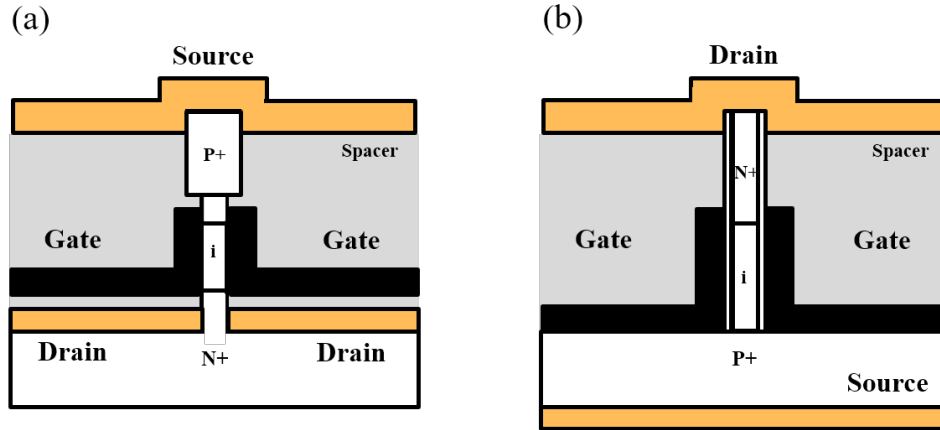 (a)
Source
P+
Spacer
Gate
Gate
i
Drain
N+
Drain
(b)
Drain
Spacer
N+
Gate
Gate
i
P+
Source